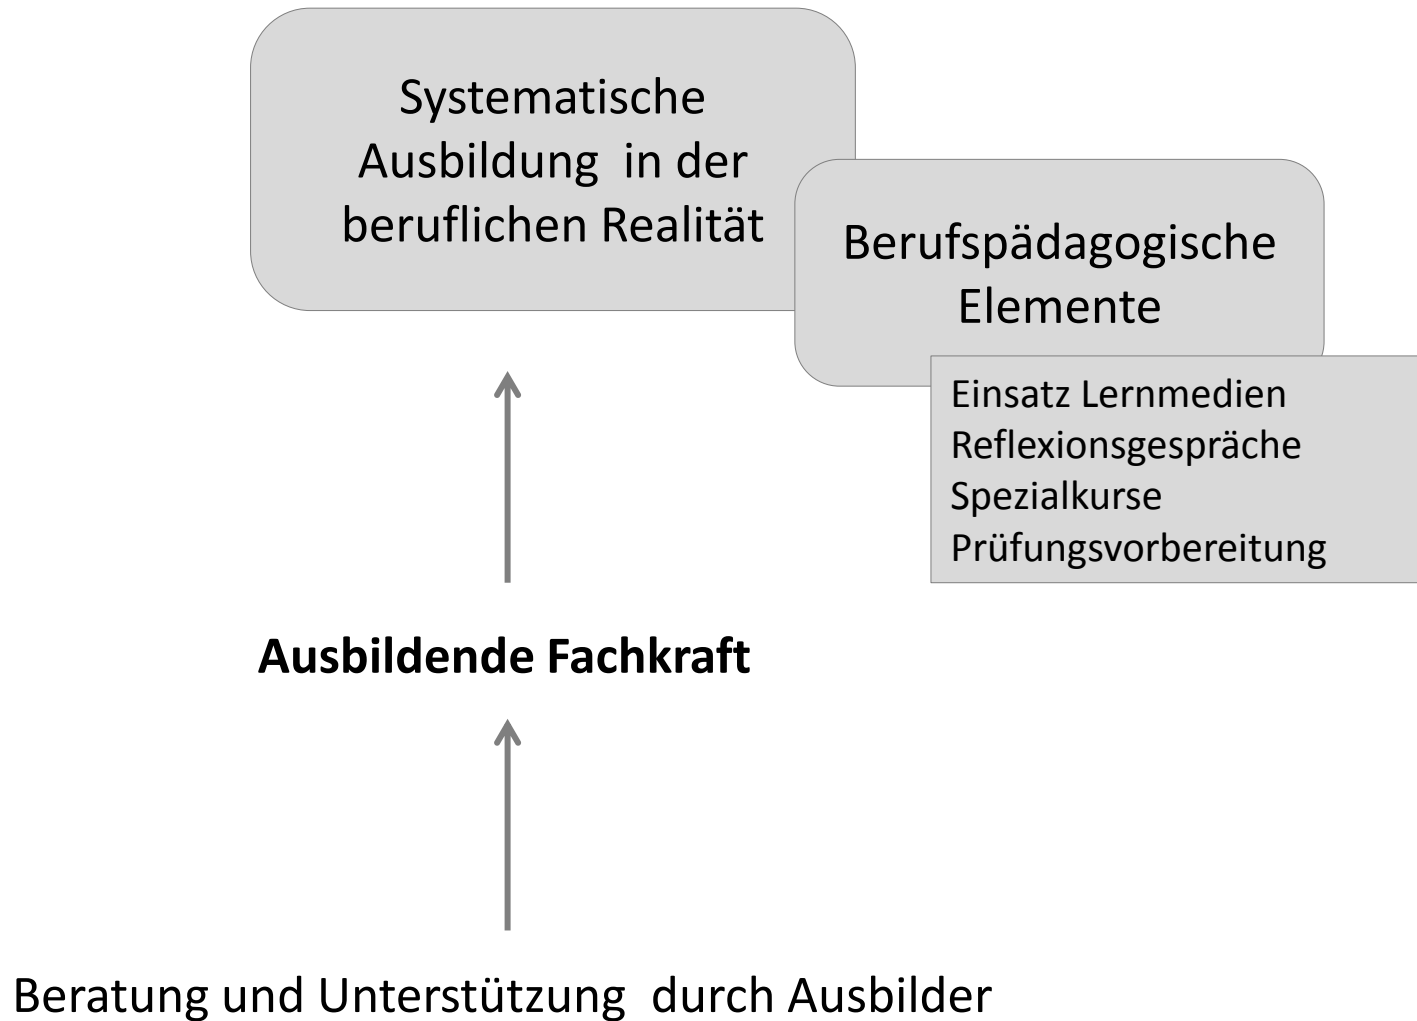 Systematische
Ausbildung  in der
beruflichen Realität
Berufspädagogische
Elemente
Einsatz Lernmedien
Reflexionsgespräche
Spezialkurse
Prüfungsvorbereitung
Ausbildende Fachkraft
Beratung und Unterstützung  durch Ausbilder